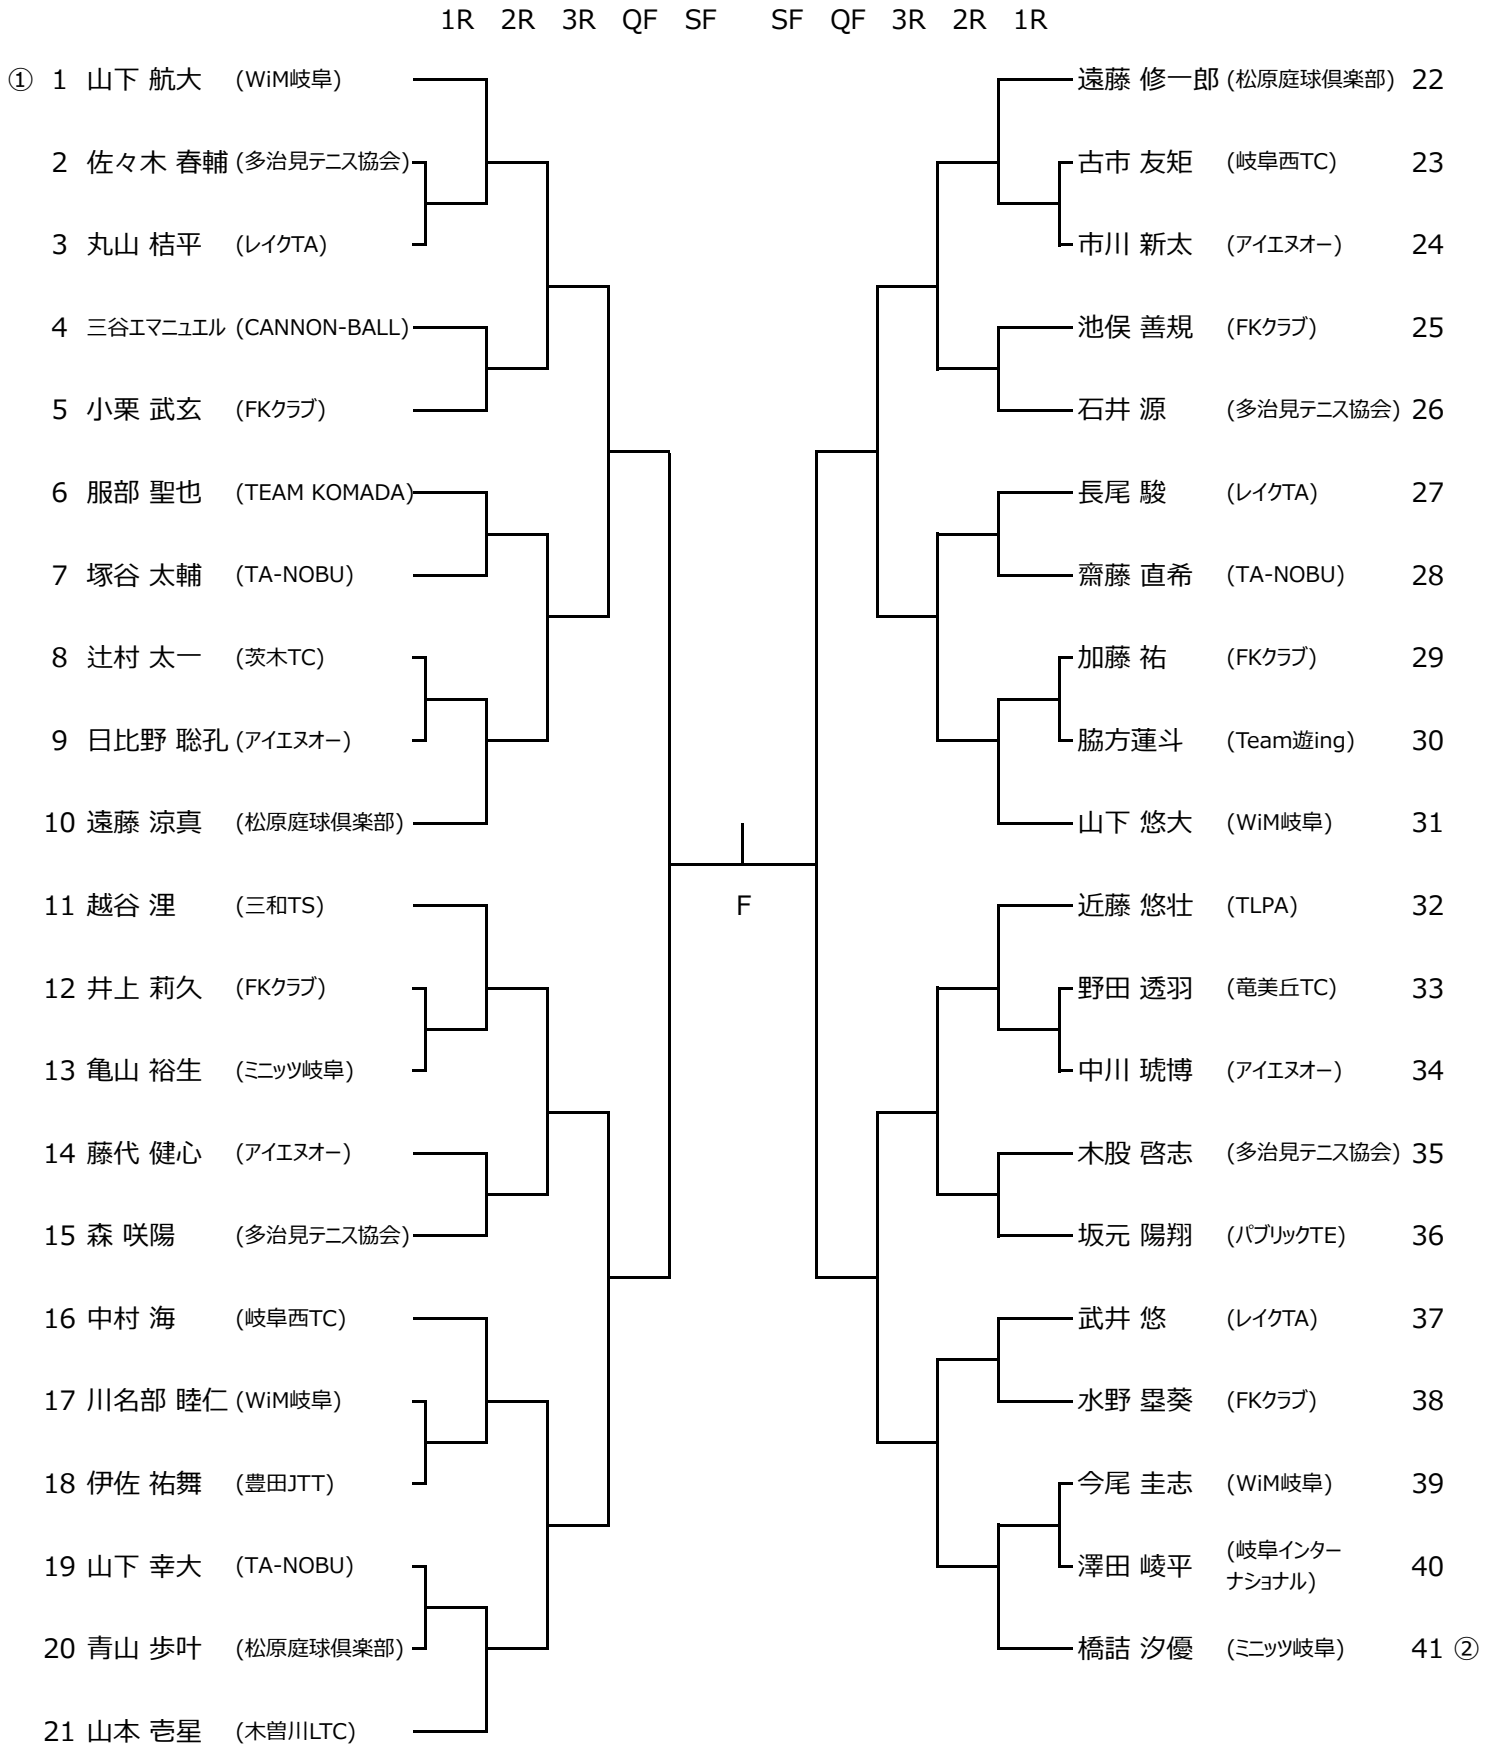 1R 2R 3R QF SF SF QF 3R 2R 1R
① 1 山下 航大 (WiM岐阜)
2 佐々木 春輔 (多治見テニス協会)
3 丸山 桔平 (レイクTA)
4 三谷エマニュエル (CANNON-BALL)
5 小栗 武玄 (FKクラブ)
6 服部 聖也 (TEAM KOMADA)
7 塚谷 太輔 (TA-NOBU)
8 辻村 太一 (茨木TC)
9 日比野 聡孔 (アイエヌオー)
10 遠藤 涼真 (松原庭球倶楽部)
11 越谷 浬 (三和TS)
12 井上 莉久 (FKクラブ)
13 亀山 裕生 (ミニッツ岐阜)
14 藤代 健心 (アイエヌオー)
15 森 咲陽 (多治見テニス協会)
16 中村 海 (岐阜西TC)
17 川名部 睦仁 (WiM岐阜)
18 伊佐 祐舞 (豊田JTT)
19 山下 幸大 (TA-NOBU)
20 青山 歩叶 (松原庭球倶楽部)
21 山本 壱星 (木曽川LTC)
F
遠藤 修一郎 (松原庭球倶楽部) 22
古市 友矩 (岐阜西TC) 23
市川 新太 (アイエヌオー) 24
池俣 善規 (FKクラブ) 25
石井 源 (多治見テニス協会) 26
長尾 駿 (レイクTA) 27
齋藤 直希 (TA-NOBU) 28
加藤 祐 (FKクラブ) 29
脇方蓮斗 (Team遊ing) 30
山下 悠大 (WiM岐阜) 31
近藤 悠壮 (TLPA) 32
野田 透羽 (竜美丘TC) 33
中川 琥博 (アイエヌオー) 34
木股 啓志 (多治見テニス協会) 35
坂元 陽翔 (パブリックTE) 36
武井 悠 (レイクTA) 37
水野 塁葵 (FKクラブ) 38
今尾 圭志 (WiM岐阜) 39
澤田 崚平 (岐阜インター
ナショナル) 40
橋詰 汐優 (ミニッツ岐阜) 41 ②